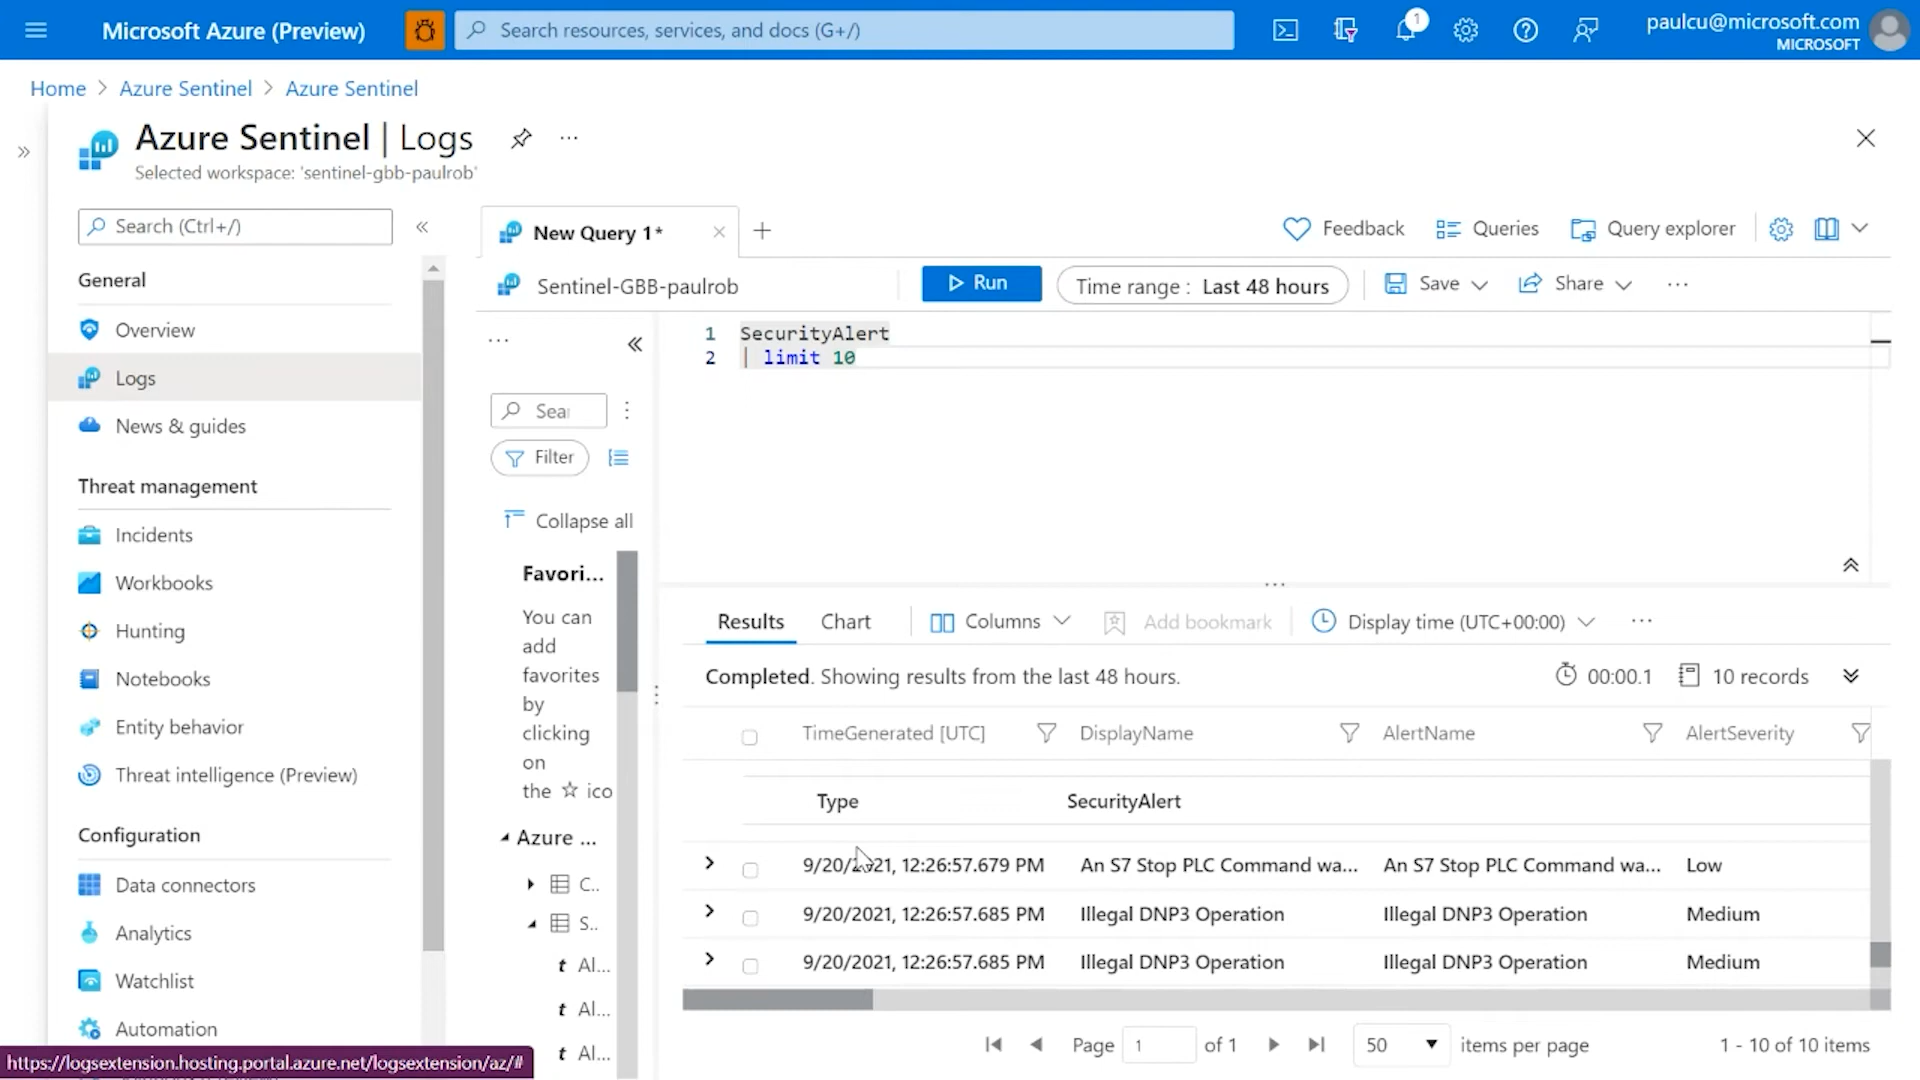 Microsoft Azure (Preview)
Search resources, services, and docs (G+/)
1
paulcu@microsoft.com
MICROSOFT
Home > Azure Sentinel > Azure Sentinel
Azure Sentinel | Logs
Selected workspace: 'sentinel-gbb-paulrob'
Search (Ctrl+/)
General
Overview
Logs
News & guides
Threat management
Incidents
Workbooks
Hunting
Notebooks
Entity behavior
Threat intelligence (Preview)
Configuration
Data connectors
Analytics
Watchlist
Automation
https://logsextension.hosting.portal.azure.net/logsextension/az/#
New Query 1*
Feedback
Queries
Query explorer
Sentinel-GBB-paulrob
Run
Time range : Last 48 hours
Save
Share
1 SecurityAlert
2 | limit 10
Sea
Filter
Collapse all
Favori...
You can
add
favorites
by
clicking
on
the ☆ ico
Azure ...
C..
S..
t Al...
t Al...
t Al...
Results
Chart
Columns
Add bookmark
Display time (UTC+00:00)
Completed. Showing results from the last 48 hours.
00:00.1
10 records
TimeGenerated [UTC] DisplayName AlertName AlertSeverity
Type SecurityAlert
9/20/2021, 12:26:57.679 PM An S7 Stop PLC Command wa... An S7 Stop PLC Command wa... Low
9/20/2021, 12:26:57.685 PM Illegal DNP3 Operation Illegal DNP3 Operation Medium
9/20/2021, 12:26:57.685 PM Illegal DNP3 Operation Illegal DNP3 Operation Medium
Page 1 of 1
50 items per page
1 - 10 of 10 items